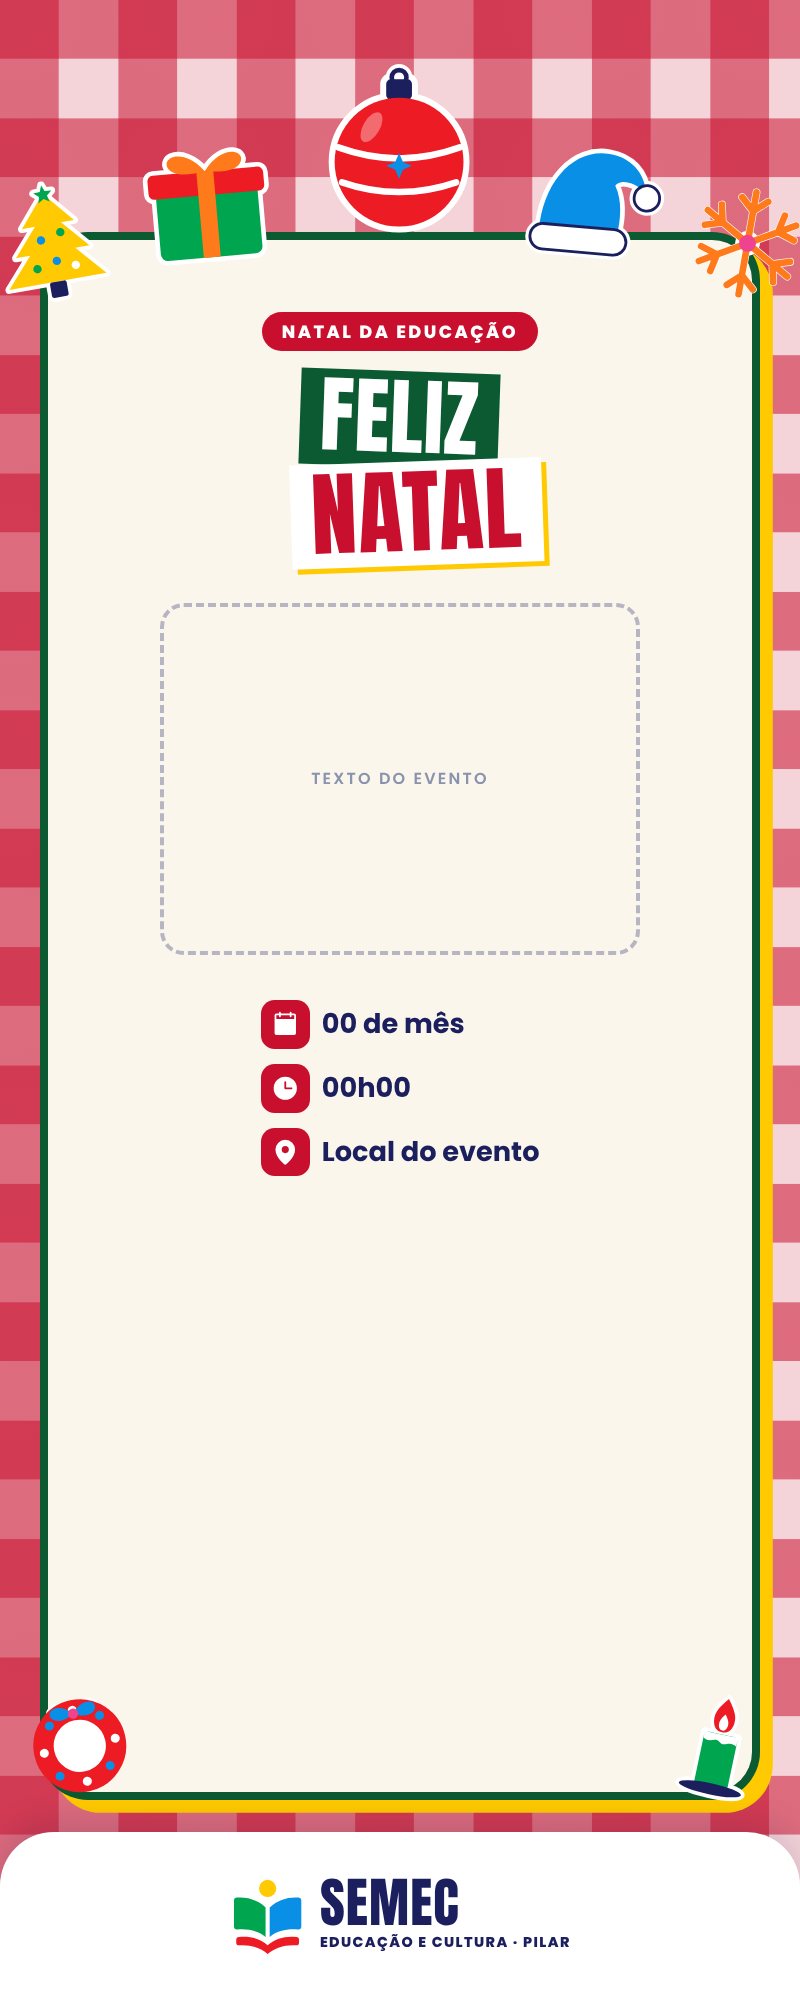 NATAL DA EDUCAÇÃO
FELIZ
NATAL
TEXTO DO EVENTO
00 de mês
00h00
Local do evento
SEMEC
EDUCAÇÃO E CULTURA · PILAR